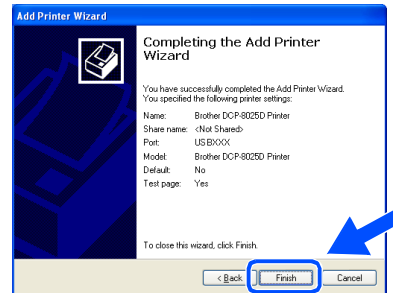 Add Printer Wizard
Completing the Add Printer
Wizard
You have successfully completed the Add Printer Wizard.
You specified the following printer settings:
Name: Brother DCP-8025D Printer
Share name: <Not Shared>
Port: USBXXX
Model: Brother DCP-8025D Printer
Default: No
Test page: Yes
To close this wizard, click Finish.
< Back Finish Cancel